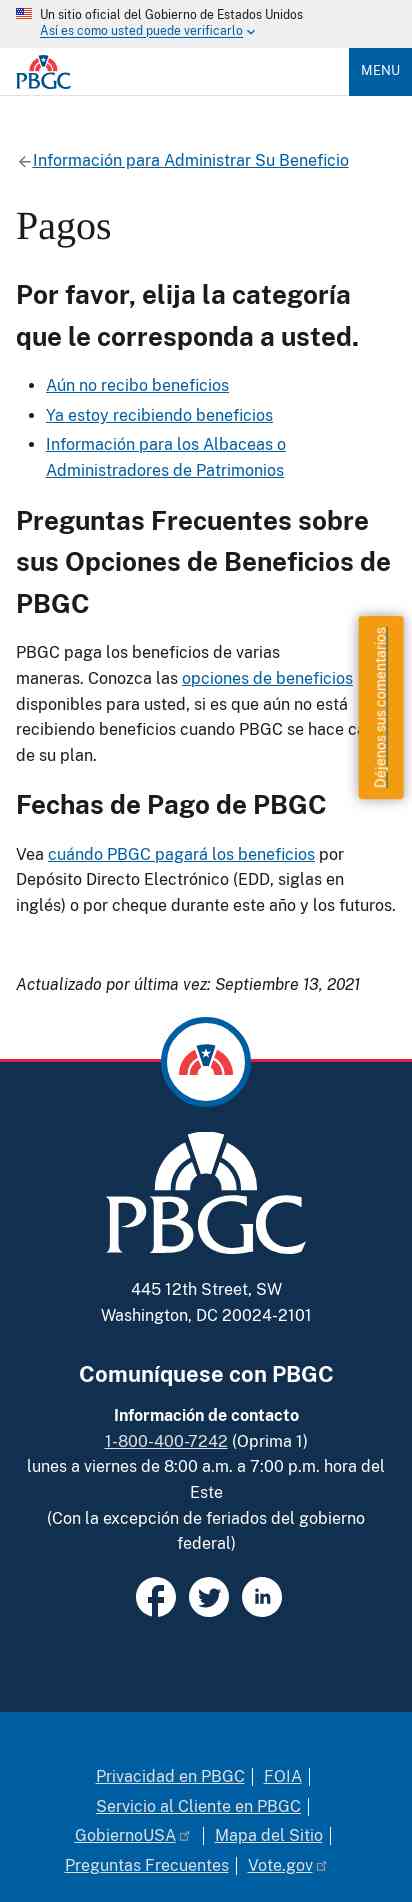 Un sitio oficial del Gobierno de Estados Unidos
Así es como usted puede verificarlo
PBGC
MENU
Información para Administrar Su Beneficio
Pagos
Por favor, elija la categoría
que le corresponda a usted.
Aún no recibo beneficios
Ya estoy recibiendo beneficios
Información para los Albaceas o
Administradores de Patrimonios
Preguntas Frecuentes sobre
sus Opciones de Beneficios de
PBGC
PBGC paga los beneficios de varias
maneras. Conozca las opciones de beneficios
disponibles para usted, si es que aún no está
recibiendo beneficios cuando PBGC se hace
de su plan.
Déjenos sus comentarios
Fechas de Pago de PBGC
Vea cuándo PBGC pagará los beneficios por
Depósito Directo Electrónico (EDD, siglas en
inglés) o por cheque durante este año y los futuros.
Actualizado por última vez: Septiembre 13, 2021
PBGC
445 12th Street, SW
Washington, DC 20024-2101
Comuníquese con PBGC
Información de contacto
1-800-400-7242 (Oprima 1)
lunes a viernes de 8:00 a.m. a 7:00 p.m. hora del
Este
(Con la excepción de feriados del gobierno
federal)
Privacidad en PBGC
FOIA
Servicio al Cliente en PBGC
GobiernoUSA
Mapa del Sitio
Preguntas Frecuentes
Vote.gov